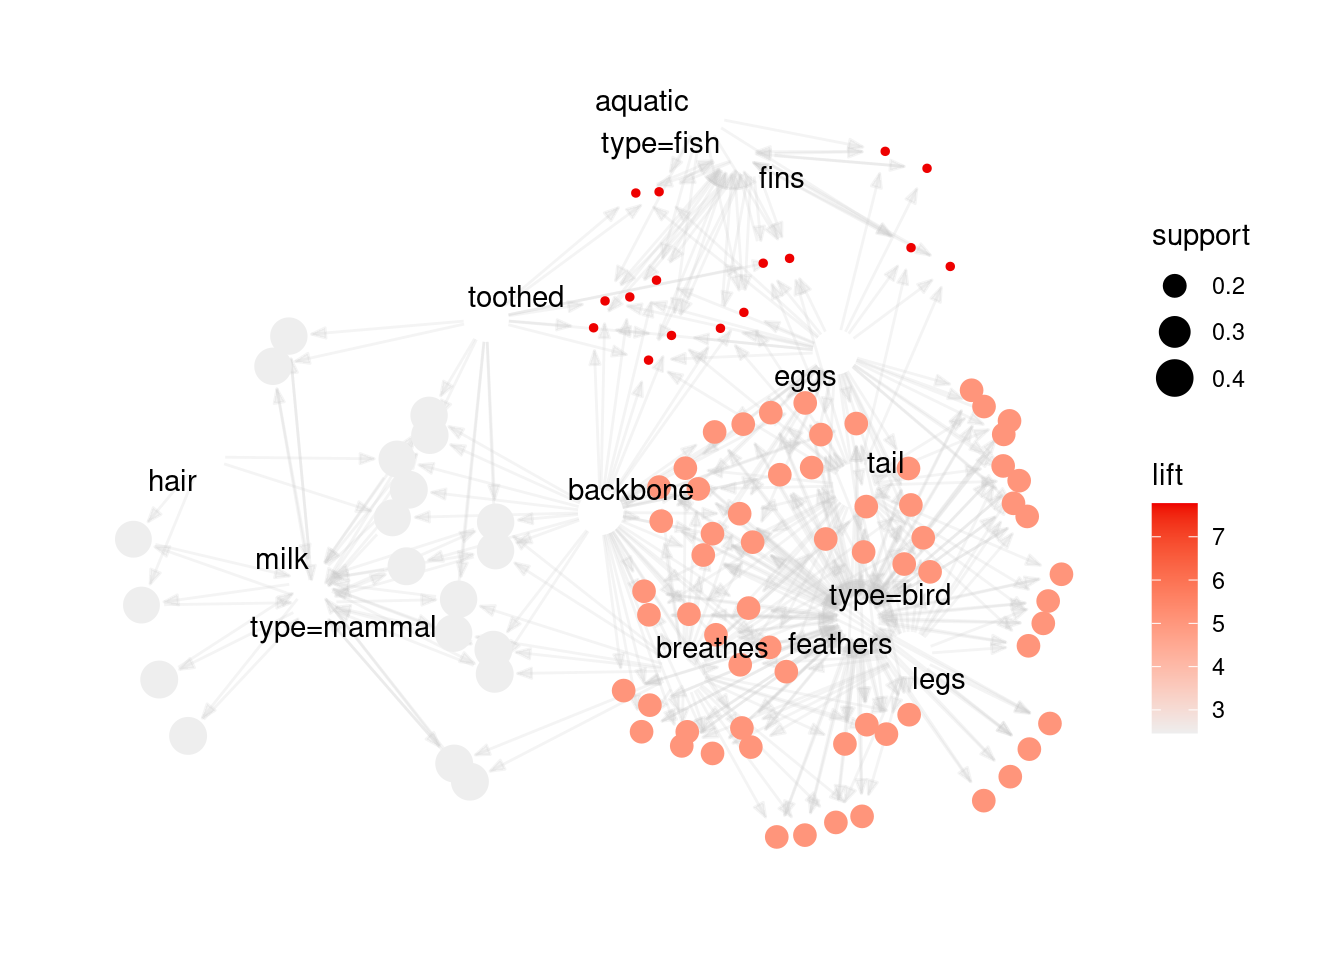 aquatic
type=fish
fins
support
0.2
toothed
0.3
eggs
0.4
tail
lift
hair
backbone
7
milk
6
type=bird
5
type=mammal
breathes
feathers
4
legs
3